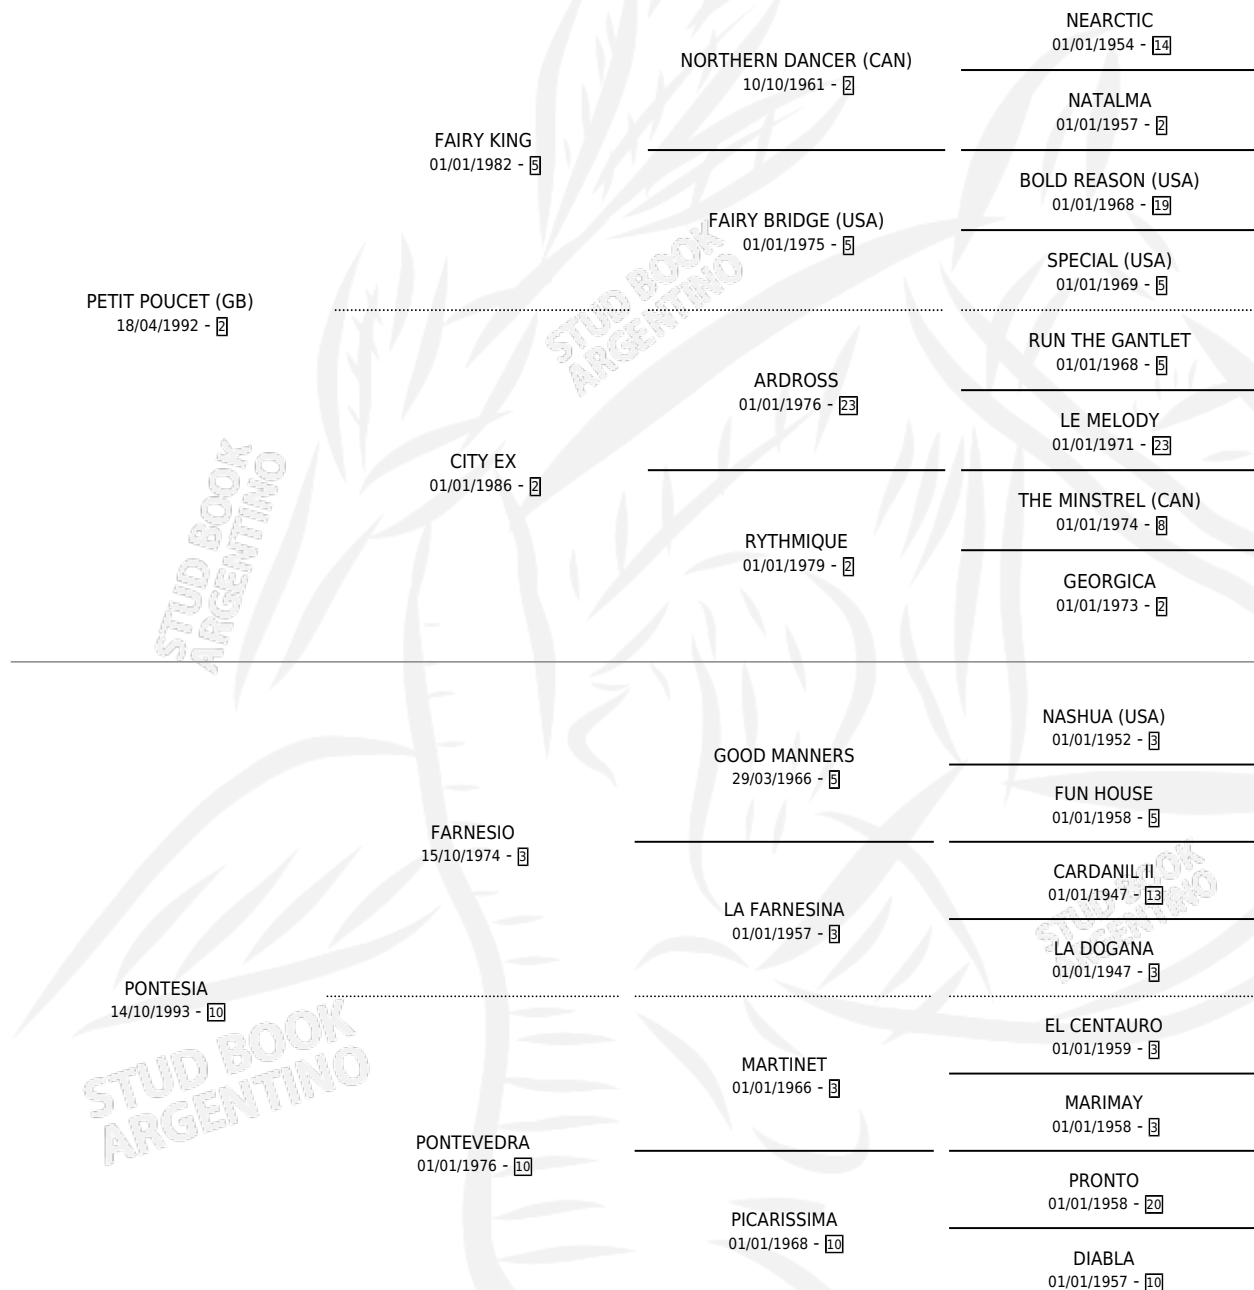 NEARCTIC
01/01/1954 - 14
NORTHERN DANCER (CAN)
10/10/1961 - 2
NATALMA
01/01/1957 - 2
FAIRY KING
01/01/1982 - 5
BOLD REASON (USA)
01/01/1968 - 19
FAIRY BRIDGE (USA)
01/01/1975 - 5
SPECIAL (USA)
01/01/1969 - 5
PETIT POUCET (GB)
18/04/1992 - 2
RUN THE GANTLET
01/01/1968 - 5
ARDROSS
01/01/1976 - 23
LE MELODY
01/01/1971 - 23
CITY EX
01/01/1986 - 2
THE MINSTREL (CAN)
01/01/1974 - 8
RYTHMIQUE
01/01/1979 - 2
GEORGICA
01/01/1973 - 2
NASHUA (USA)
01/01/1952 - 3
GOOD MANNERS
29/03/1966 - 5
FUN HOUSE
01/01/1958 - 5
FARNESIO
15/10/1974 - 3
CARDANIL II
01/01/1947 - 13
LA FARNESINA
01/01/1957 - 3
LA DOGANA
01/01/1947 - 3
PONTESIA
14/10/1993 - 10
EL CENTAURO
01/01/1959 - 3
MARTINET
01/01/1966 - 3
MARIMAY
01/01/1958 - 3
PONTEVEDRA
01/01/1976 - 10
PRONTO
01/01/1958 - 20
PICARISSIMA
01/01/1968 - 10
DIABLA
01/01/1957 - 10
STUD BOOK
ARGENTINO
STUD BOOK
ARGENTINO
STUD BOOK
ARGENTINO
STUD BOOK
ARGENTINO